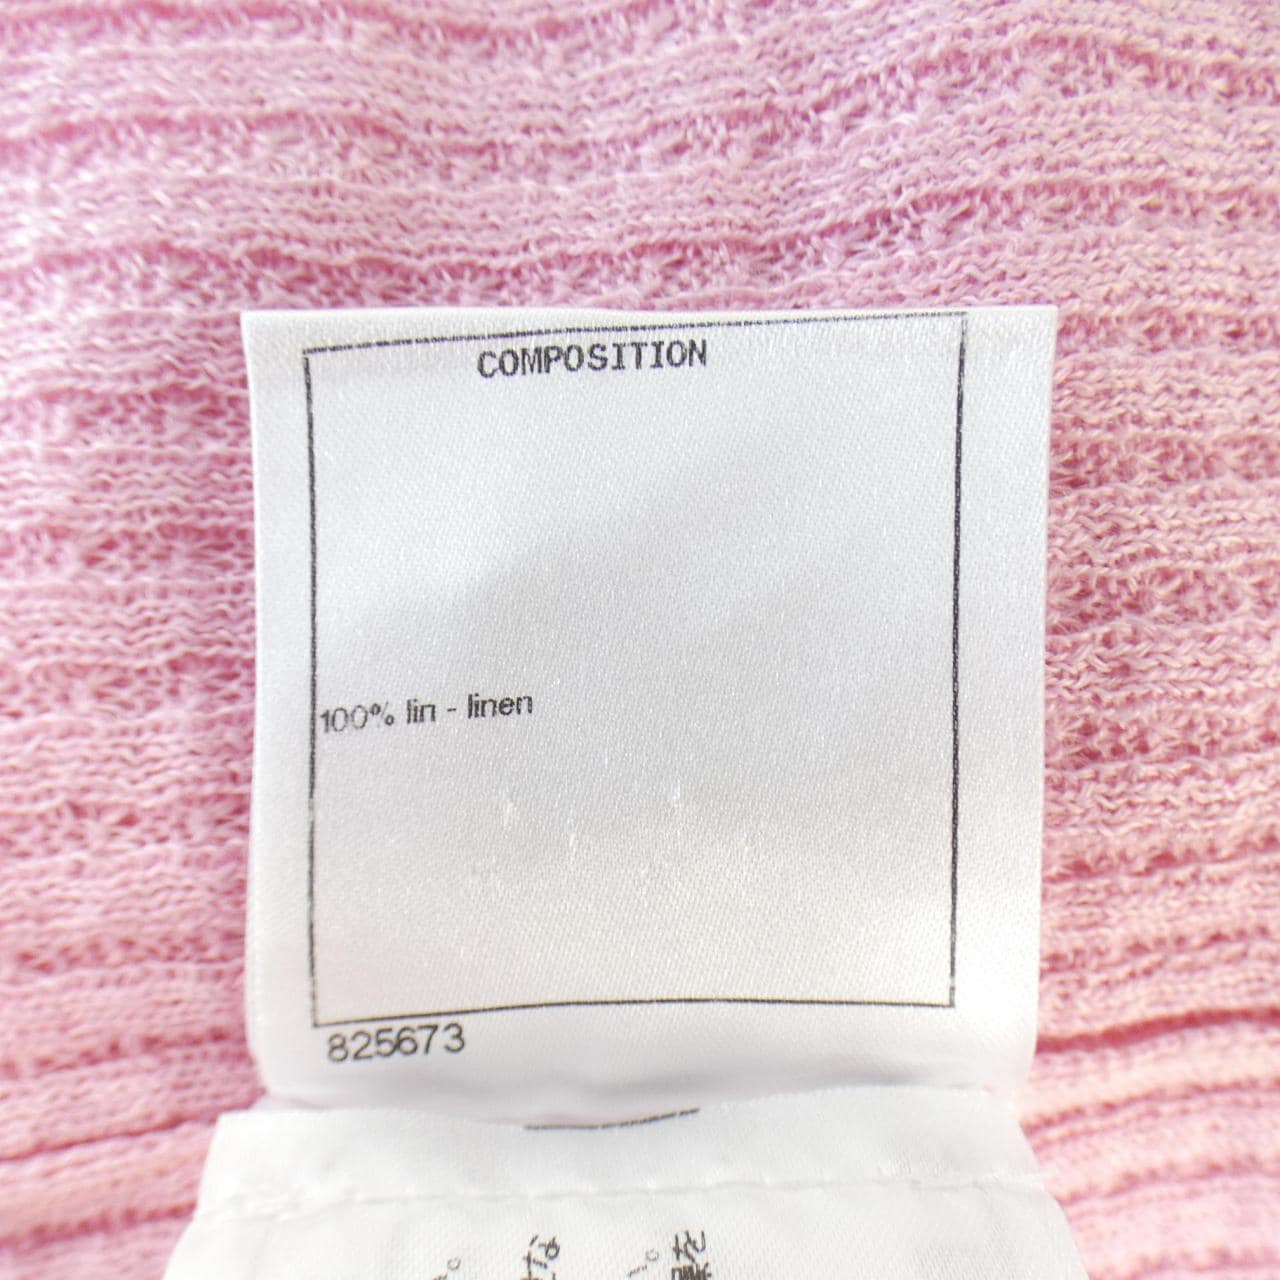 COMPOSITION
100% lin - linen
825673